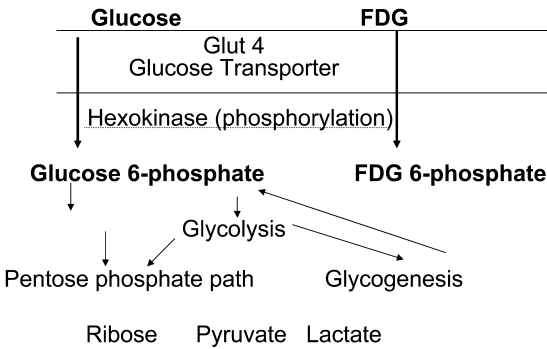 Glucose FDG
Glut 4
Glucose Transporter
Hexokinase (phosphorylation)
Glucose 6-phosphate FDG 6-phosphate
Glycolysis
Pentose phosphate path Glycogenesis
Ribose Pyruvate Lactate